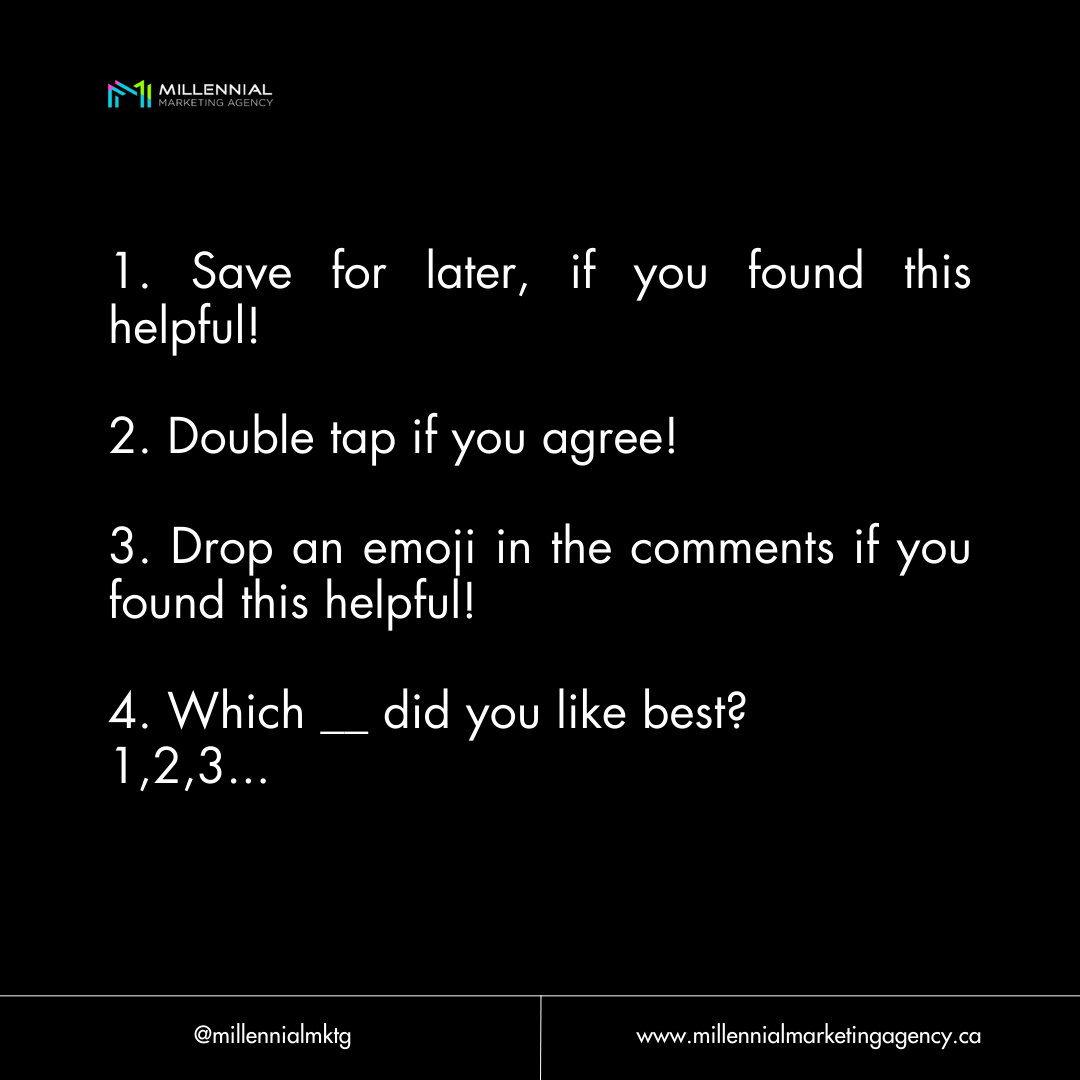 MILLENNIAL
MARKETING AGENCY
1. Save for later, if you found this
helpful!
2. Double tap if you agree!
3. Drop an emoji in the comments if you
found this helpful!
4. Which __ did you like best?
1,2,3...
@millennialmktg
www.millennialmarketingagency.ca